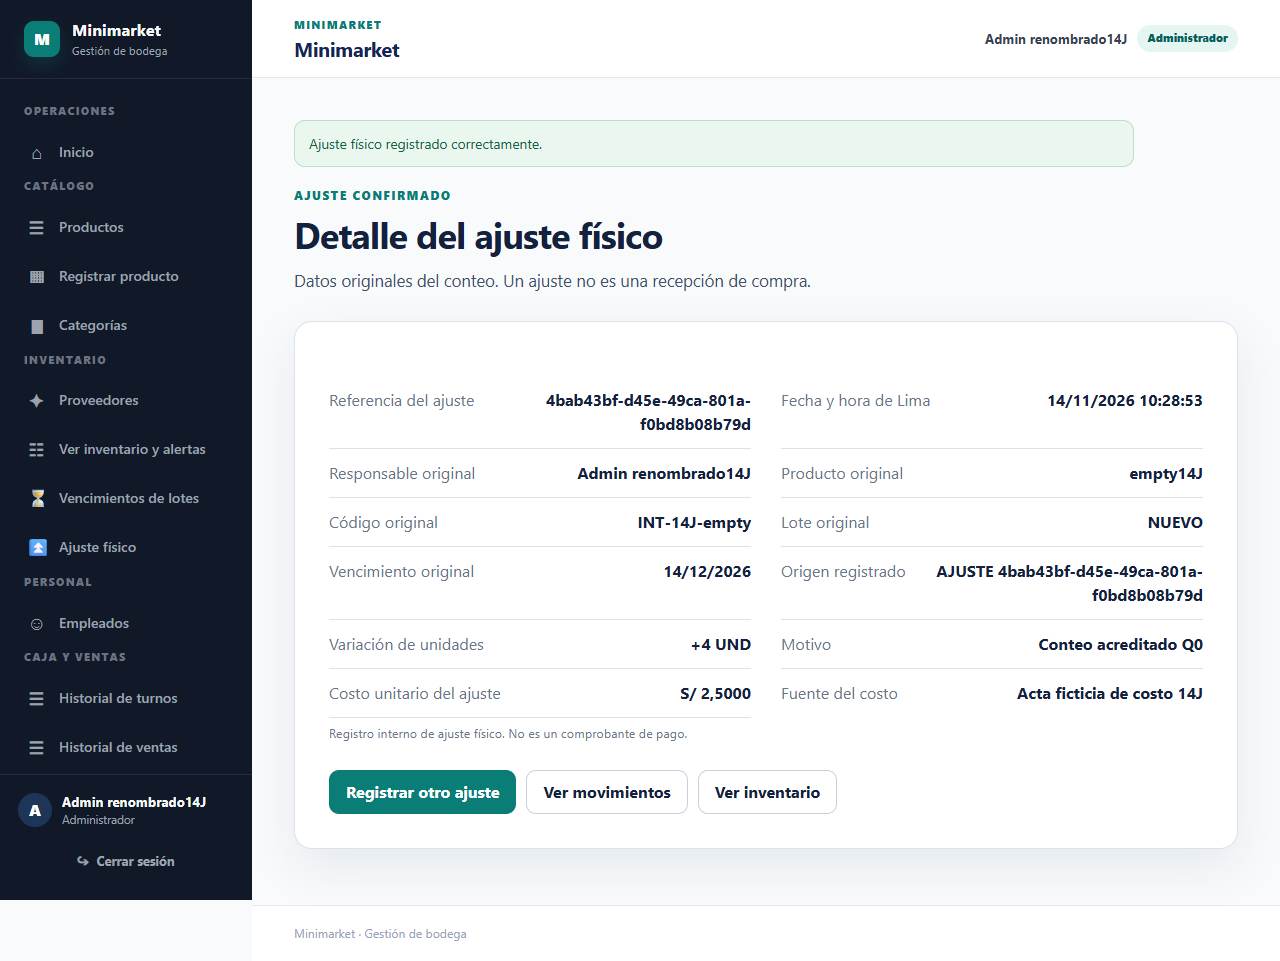 M
Minimarket
Gestión de bodega
OPERACIONES
Inicio
CATÁLOGO
Productos
Registrar producto
Categorías
INVENTARIO
Proveedores
Ver inventario y alertas
Vencimientos de lotes
Ajuste físico
PERSONAL
Empleados
CAJA Y VENTAS
Historial de turnos
Historial de ventas
A
Admin renombrado14J
Administrador
Cerrar sesión
MINIMARKET
Minimarket
Admin renombrado14J
Administrador
Ajuste físico registrado correctamente.
AJUSTE CONFIRMADO
Detalle del ajuste físico
Datos originales del conteo. Un ajuste no es una recepción de compra.
Referencia del ajuste
4bab43bf-d45e-49ca-801a-
f0bd8b08b79d
Fecha y hora de Lima
14/11/2026 10:28:53
Responsable original
Admin renombrado14J
Producto original
empty14J
Código original
INT-14J-empty
Lote original
NUEVO
Vencimiento original
14/12/2026
Origen registrado
AJUSTE 4bab43bf-d45e-49ca-801a-
f0bd8b08b79d
Variación de unidades
+4 UND
Motivo
Conteo acreditado Q0
Costo unitario del ajuste
S/ 2,5000
Fuente del costo
Acta ficticia de costo 14J
Registro interno de ajuste físico. No es un comprobante de pago.
Registrar otro ajuste
Ver movimientos
Ver inventario
Minimarket · Gestión de bodega